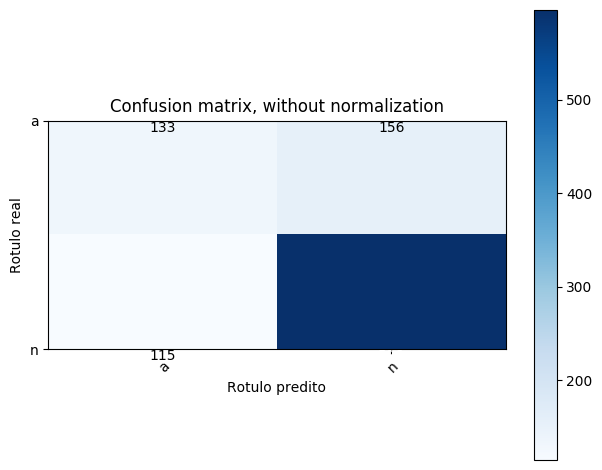 Confusion matrix, without normalization
a
133 156
Rotulo real
n
115
a n
Rotulo predito
500
400
300
200